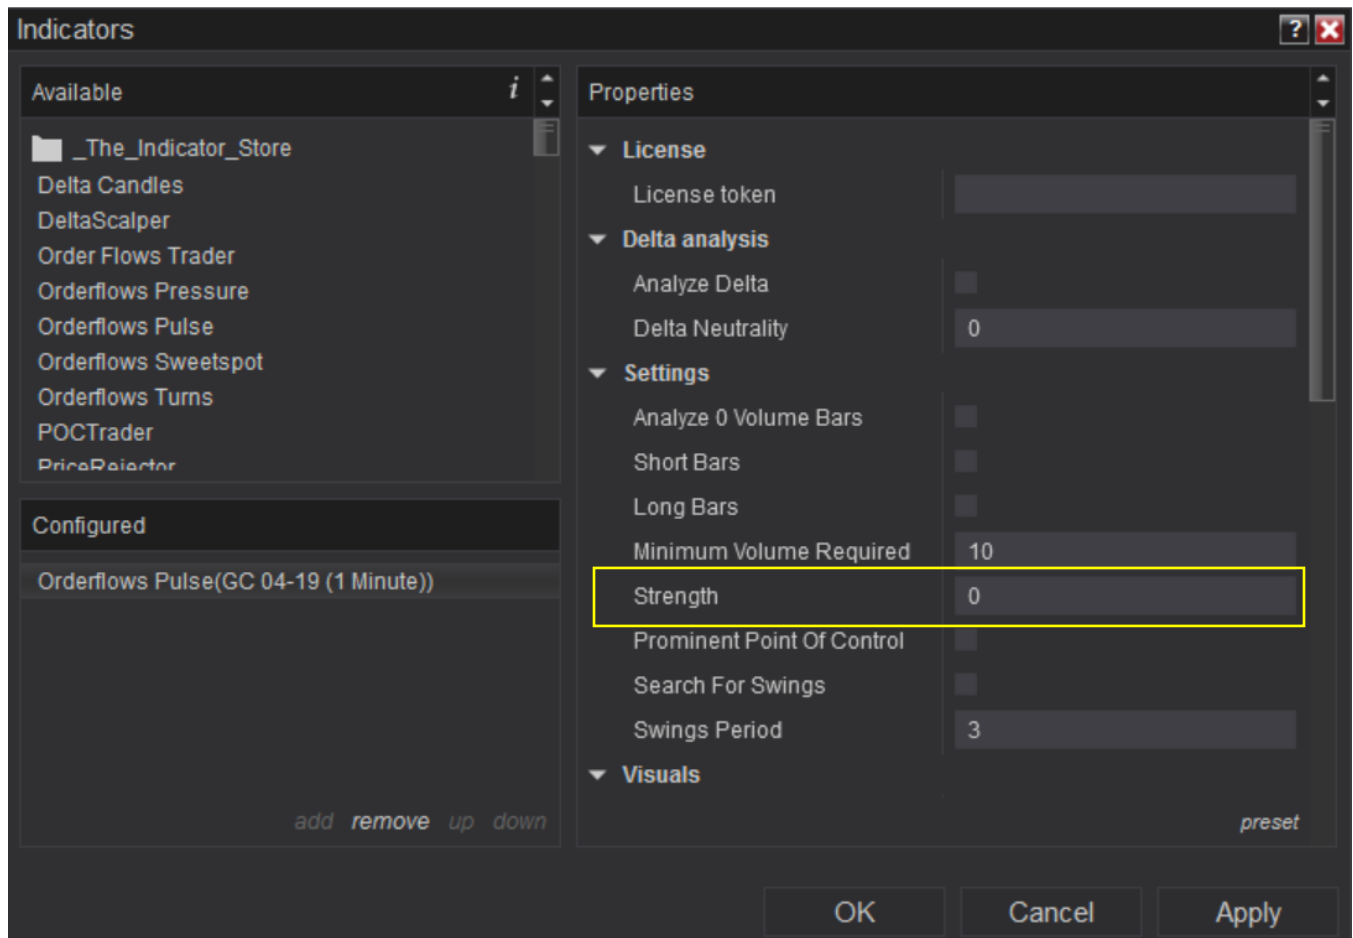 Indicators
?
Available
i
_The_Indicator_Store
Delta Candles
DeltaScalper
Order Flows Trader
Orderflows Pressure
Orderflows Pulse
Orderflows Sweetspot
Orderflows Turns
POCTrader
PriceRejector
Configured
Orderflows Pulse(GC 04-19 (1 Minute))
add remove up down
Properties
License
License token
Delta analysis
Analyze Delta
Delta Neutrality 0
Settings
Analyze 0 Volume Bars
Short Bars
Long Bars
Minimum Volume Required 10
Strength 0
Prominent Point Of Control
Search For Swings
Swings Period 3
Visuals
preset
OK Cancel Apply